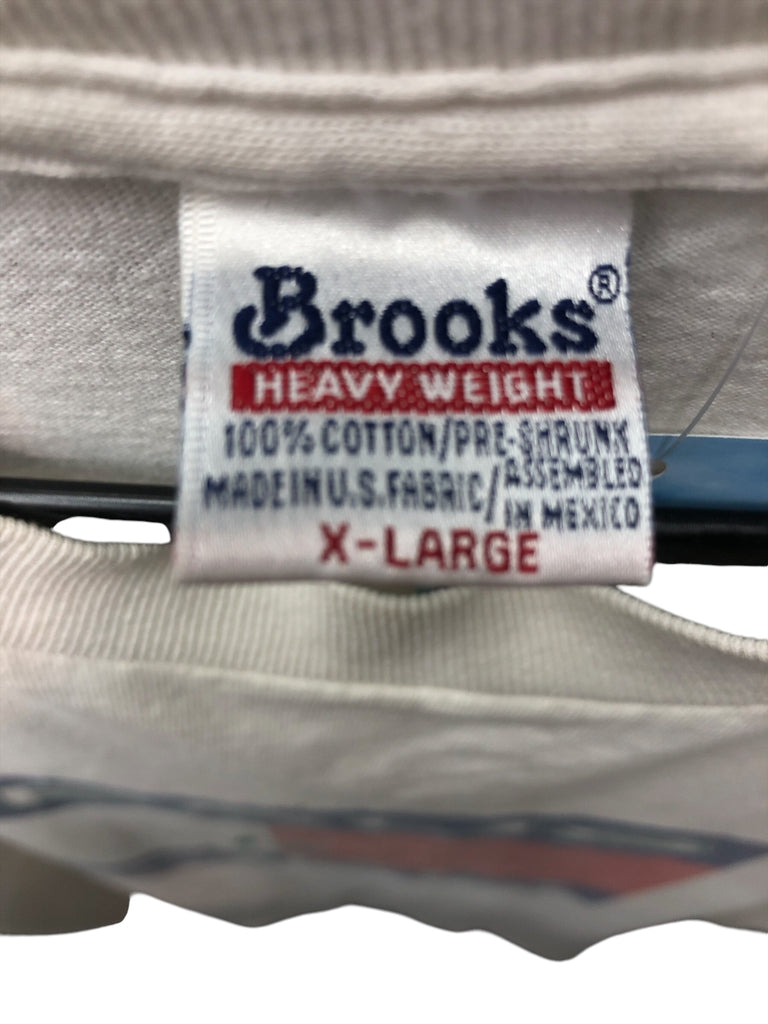 Brooks®
HEAVY WEIGHT
100% COTTON/PRE-SHRUNK
MADE IN U.S. FABRIC/ASSEMBLED IN MEXICO
X-LARGE